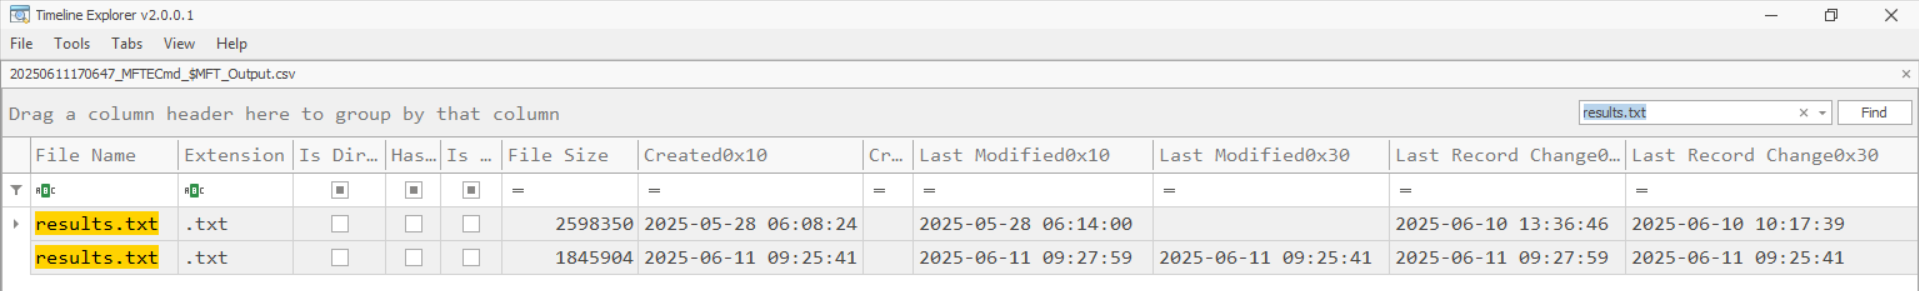 Timeline Explorer v2.0.0.1
File Tools Tabs View Help
20250611170647_MFTECmd_$MFT_Output.csv
Drag a column header here to group by that column
results.txt
Find
File Name Extension Is Dir… Has… Is … File Size Created0x10 Cr… Last Modified0x10 Last Modified0x30 Last Record Change0… Last Record Change0x30
ABC ABC = = = = = = =
results.txt .txt 2598350 2025-05-28 06:08:24 2025-05-28 06:14:00 2025-06-10 13:36:46 2025-06-10 10:17:39
results.txt .txt 1845904 2025-06-11 09:25:41 2025-06-11 09:27:59 2025-06-11 09:25:41 2025-06-11 09:27:59 2025-06-11 09:25:41